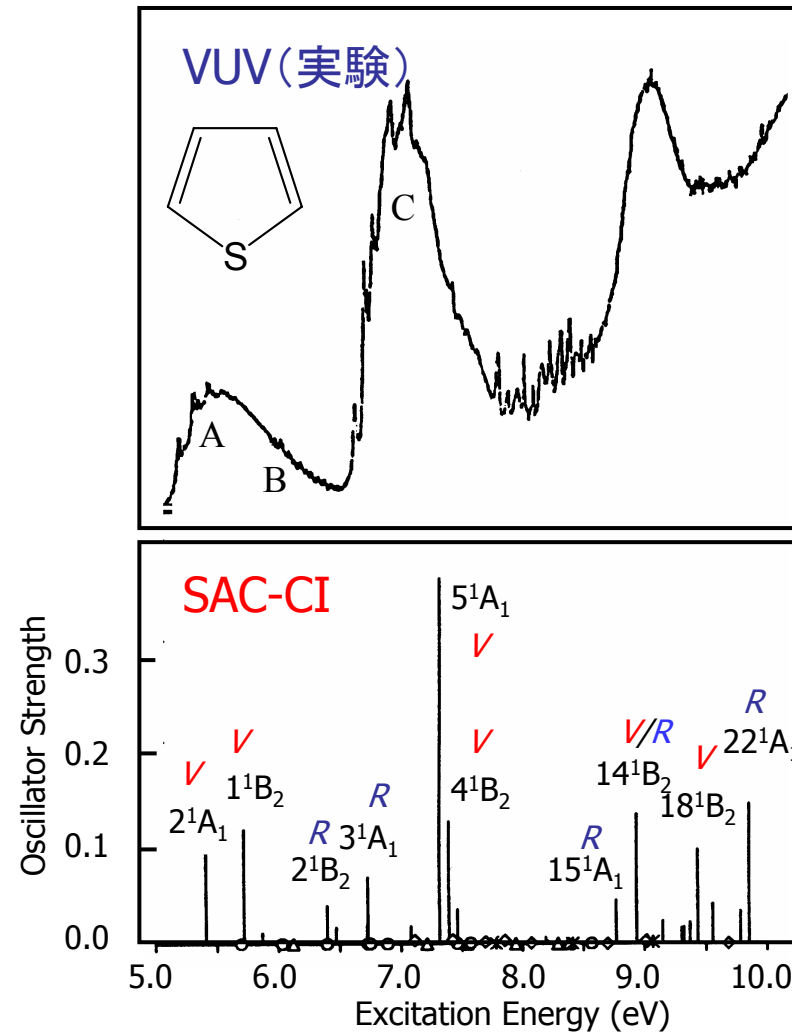 VUV（実験）
S
A
B
C
SAC-CI
5¹A₁
V
V
4¹B₂
V
2¹A₁
V
1¹B₂
R
2¹B₂
R
3¹A₁
R
15¹A₁
V/R
14¹B₂
V
18¹B₂
R
22¹A₁
Oscillator Strength
0.3
0.2
0.1
0.0
5.0 6.0 7.0 8.0 9.0 10.0
Excitation Energy (eV)